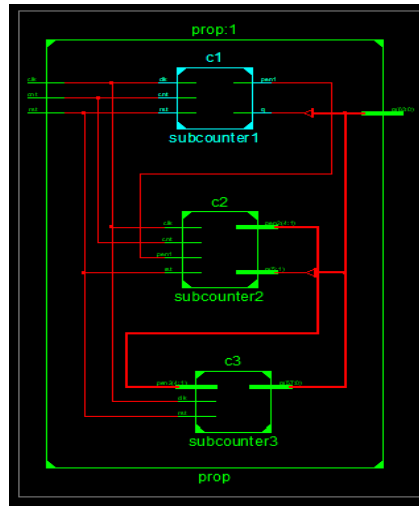 prop:1
c1
clk clk pen1
cnt cnt
rst rst q
subcounter1
c2
clk
cnt
pen1
rst
subcounter2
c3
clk
rst
subcounter3
prop